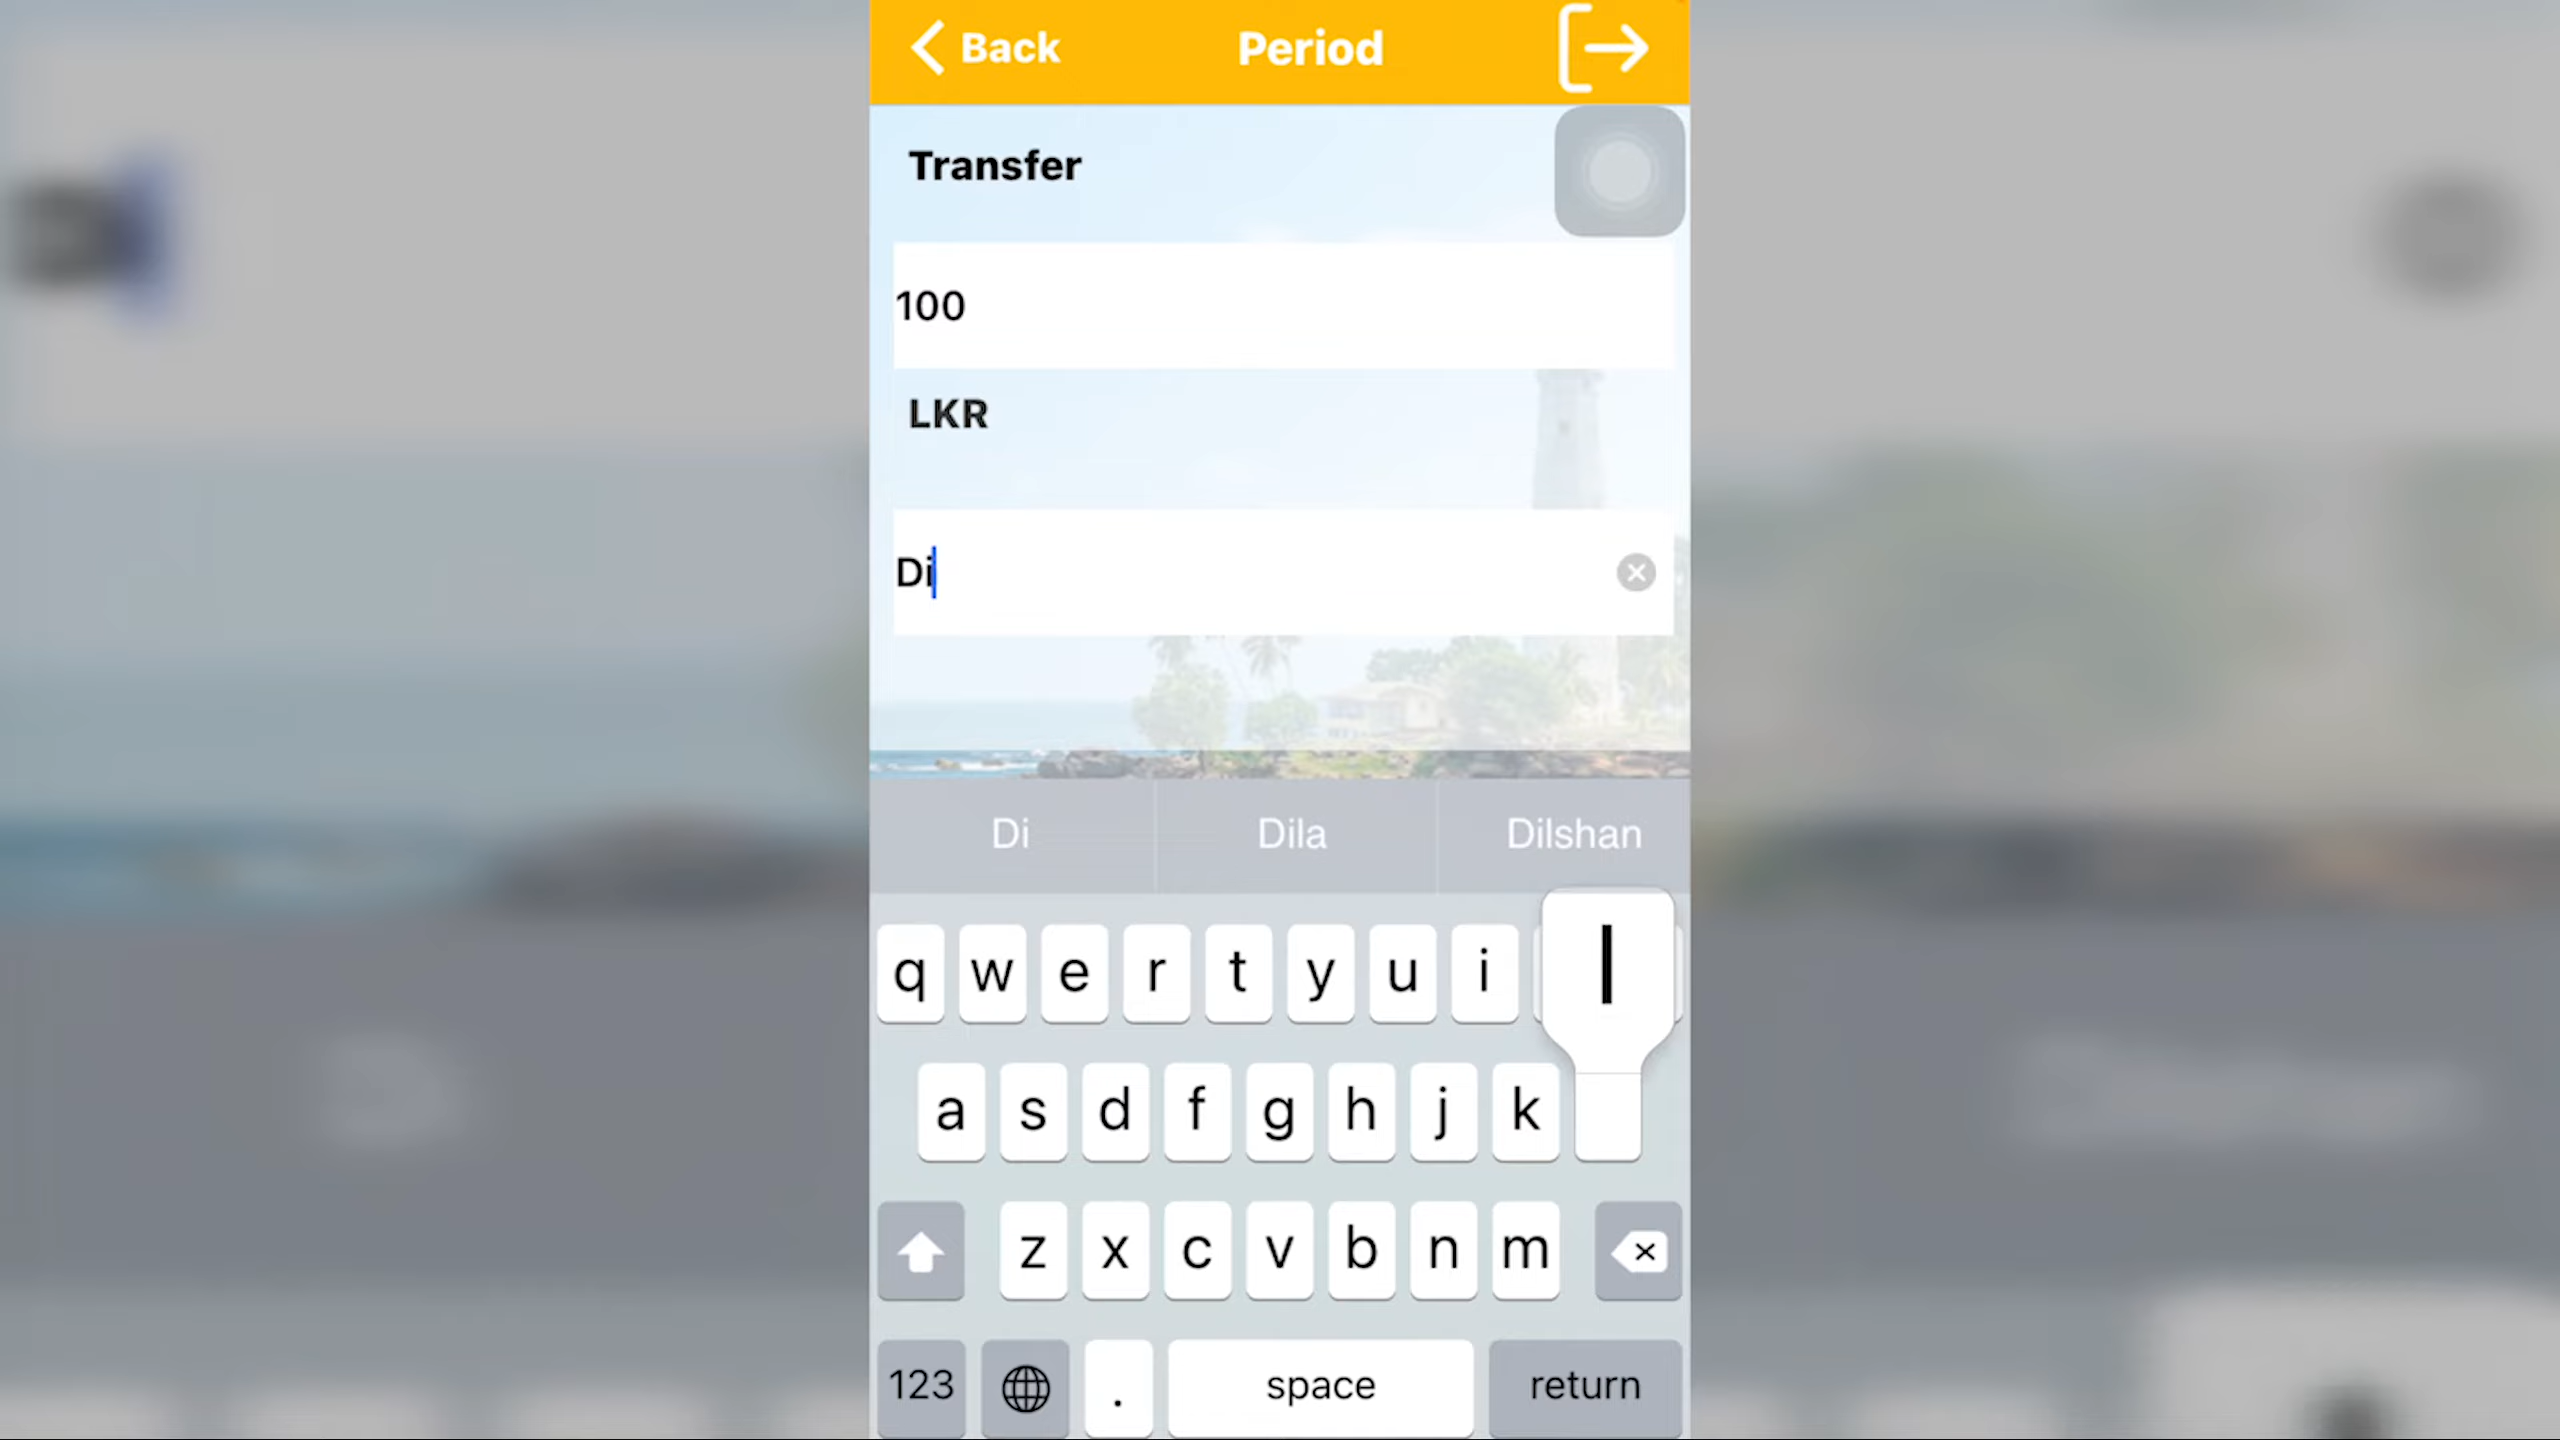 Back Period
Transfer
100
LKR
Di
Di Dila Dilshan
q w e r t y u i l
a s d f g h j k
z x c v b n m
123 . space return